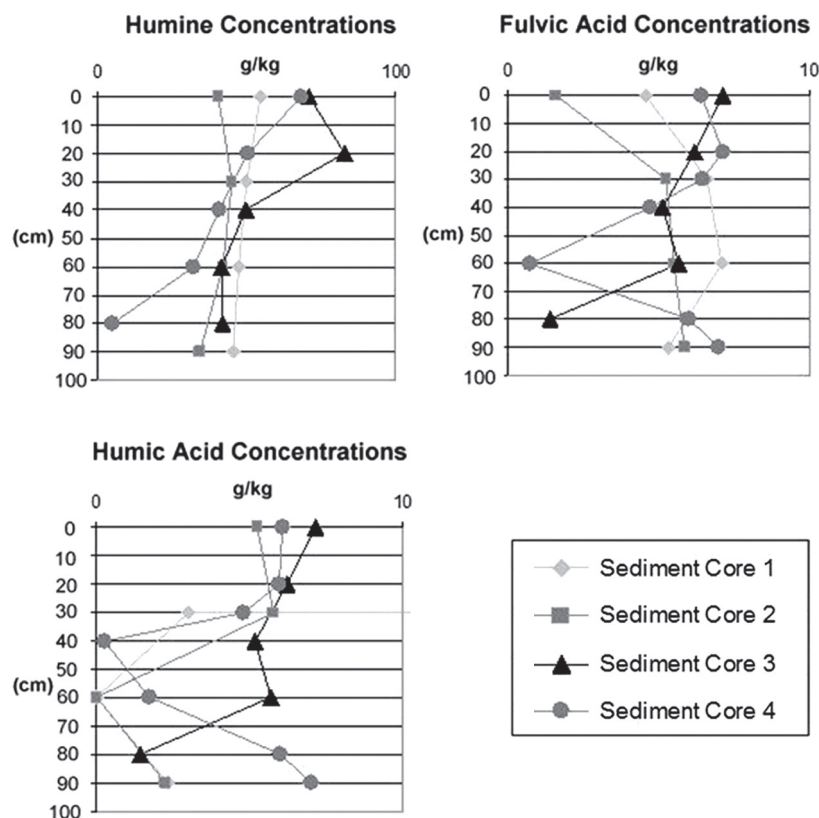 Humine Concentrations
g/kg
0 100
0
10
20
30
40
(cm) 50
60
70
80
90
100
Fulvic Acid Concentrations
g/kg
0 10
0
10
20
30
40
(cm) 50
60
70
80
90
100
Humic Acid Concentrations
g/kg
0 10
0
10
20
30
40
50
(cm) 60
70
80
90
100
Sediment Core 1
Sediment Core 2
Sediment Core 3
Sediment Core 4